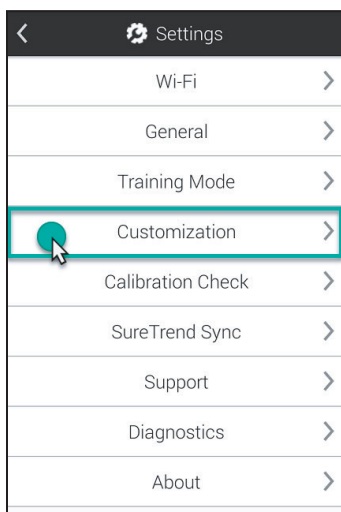 Settings
Wi-Fi
General
Training Mode
Customization
Calibration Check
SureTrend Sync
Support
Diagnostics
About